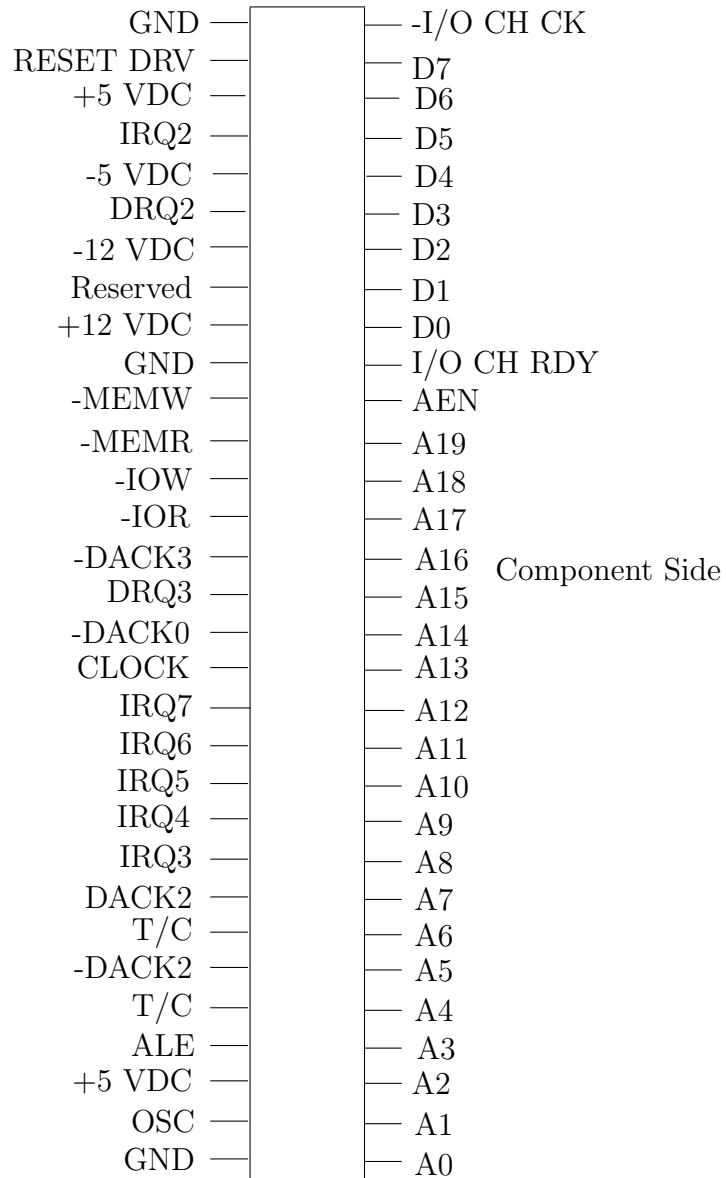 GND -I/O CH CK
RESET DRV D7
+5 VDC D6
IRQ2 D5
-5 VDC D4
DRQ2 D3
-12 VDC D2
Reserved D1
+12 VDC D0
GND I/O CH RDY
-MEMW AEN
-MEMR A19
-IOW A18
-IOR A17
-DACK3 A16
Component Side
DRQ3 A15
-DACK0 A14
CLOCK A13
IRQ7 A12
IRQ6 A11
IRQ5 A10
IRQ4 A9
IRQ3 A8
DACK2 A7
T/C A6
-DACK2 A5
T/C A4
ALE A3
+5 VDC A2
OSC A1
GND A0